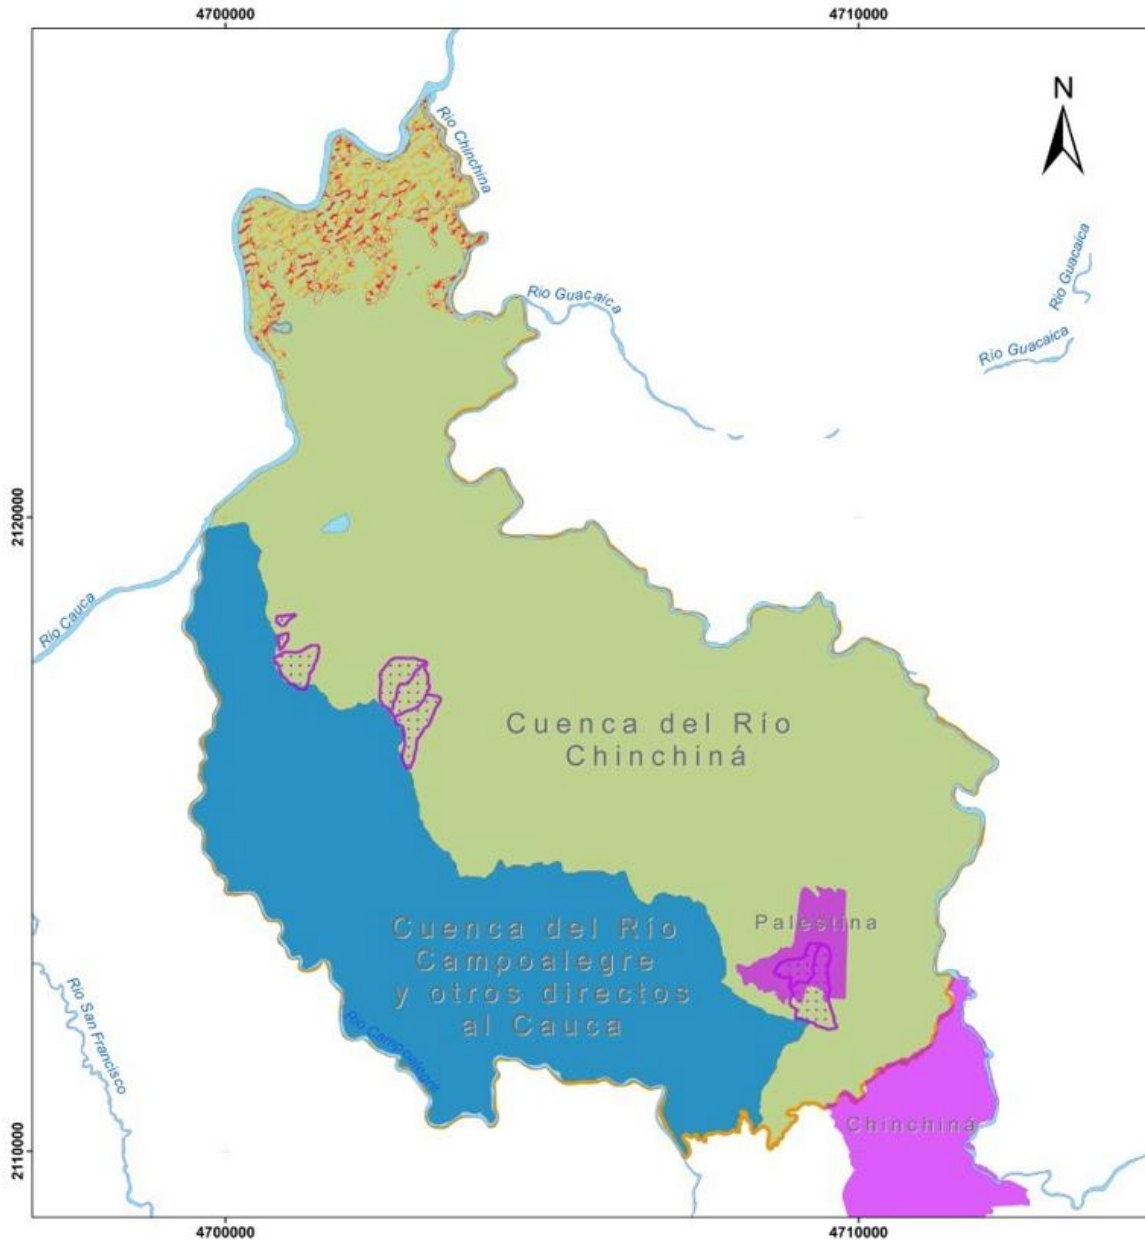 4700000
4710000
N
Río Chinchina
Río Guacaica
Río Guacaica
Río Guacaica
2120000
Río Cauca
Cuenca del Río
Chinchiná
Palestina
Cuenca del Río
Campoalegre
y otros directos
al Cauca
Río San Francisco
Río Campoalegre
Chinchiná
2110000
4700000
4710000